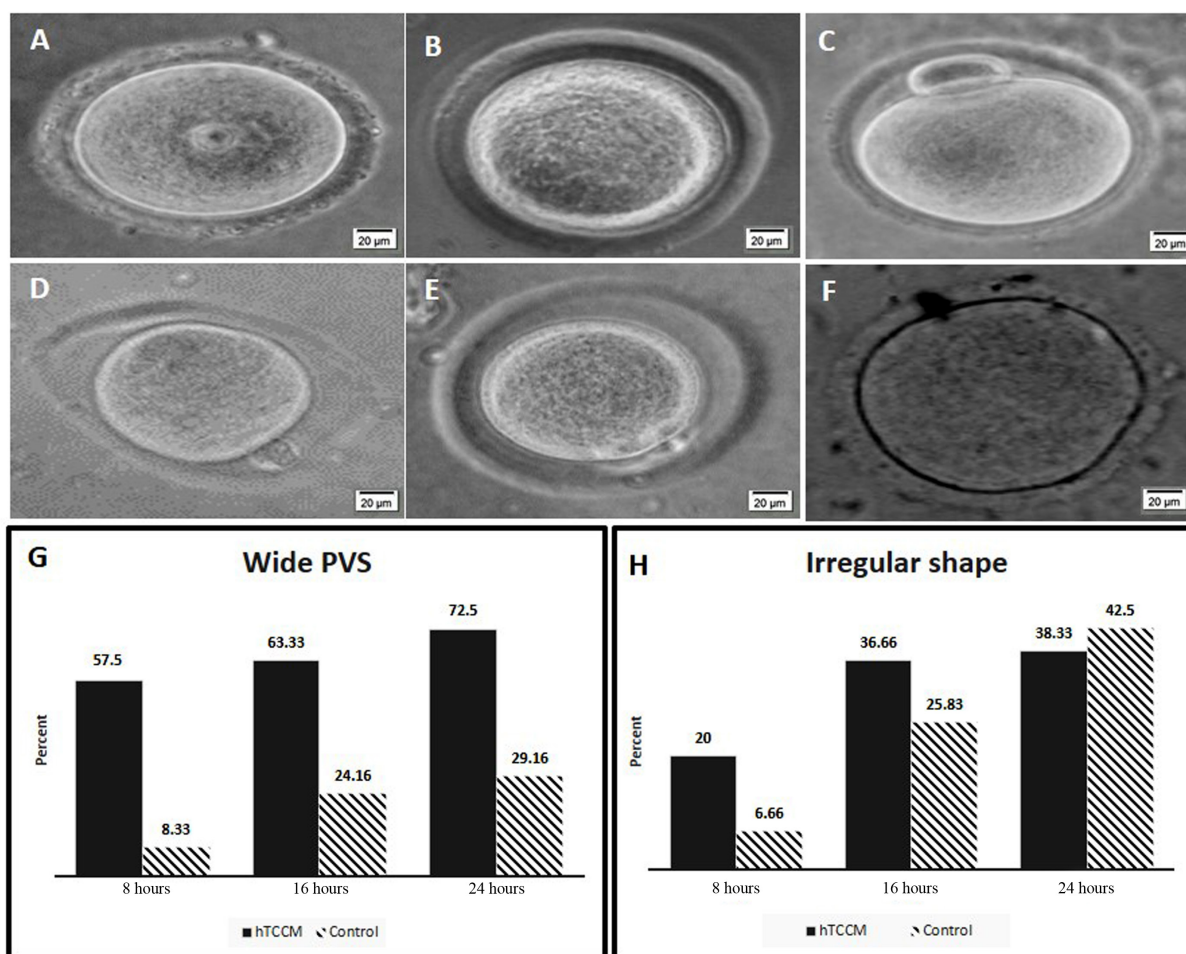 A
B
C
20 µm
20 µm
20 µm
D
E
F
20 µm
20 µm
20 µm
G
Wide PVS
Percent
57.5
8.33
63.33
24.16
72.5
29.16
8 hours
16 hours
24 hours
hTCCM
Control
H
Irregular shape
Percent
20
6.66
36.66
25.83
38.33
42.5
8 hours
16 hours
24 hours
hTCCM
Control